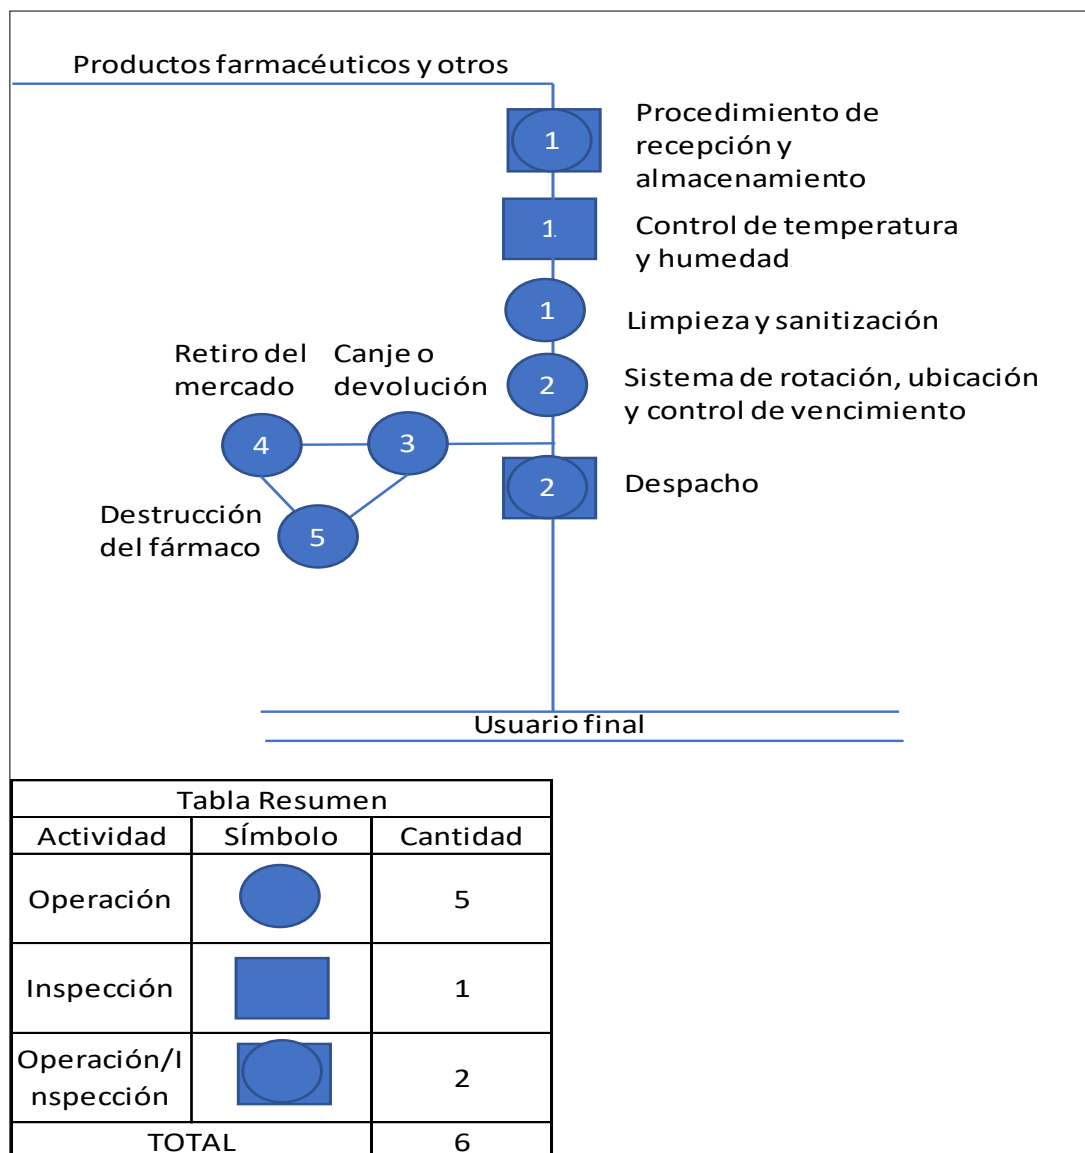 Productos farmacéuticos y otros
1
Procedimiento de
recepción y
almacenamiento
1
Control de temperatura
y humedad
1
Limpieza y sanitización
Retiro del
mercado
Canje o
devolución
2
Sistema de rotación, ubicación
y control de vencimiento
4
3
2
Despacho
Destrucción
del fármaco
5
Usuario final
Tabla Resumen
Actividad Símbolo Cantidad
Operación 5
Inspección 1
Operación/I
nspección
2
TOTAL 6